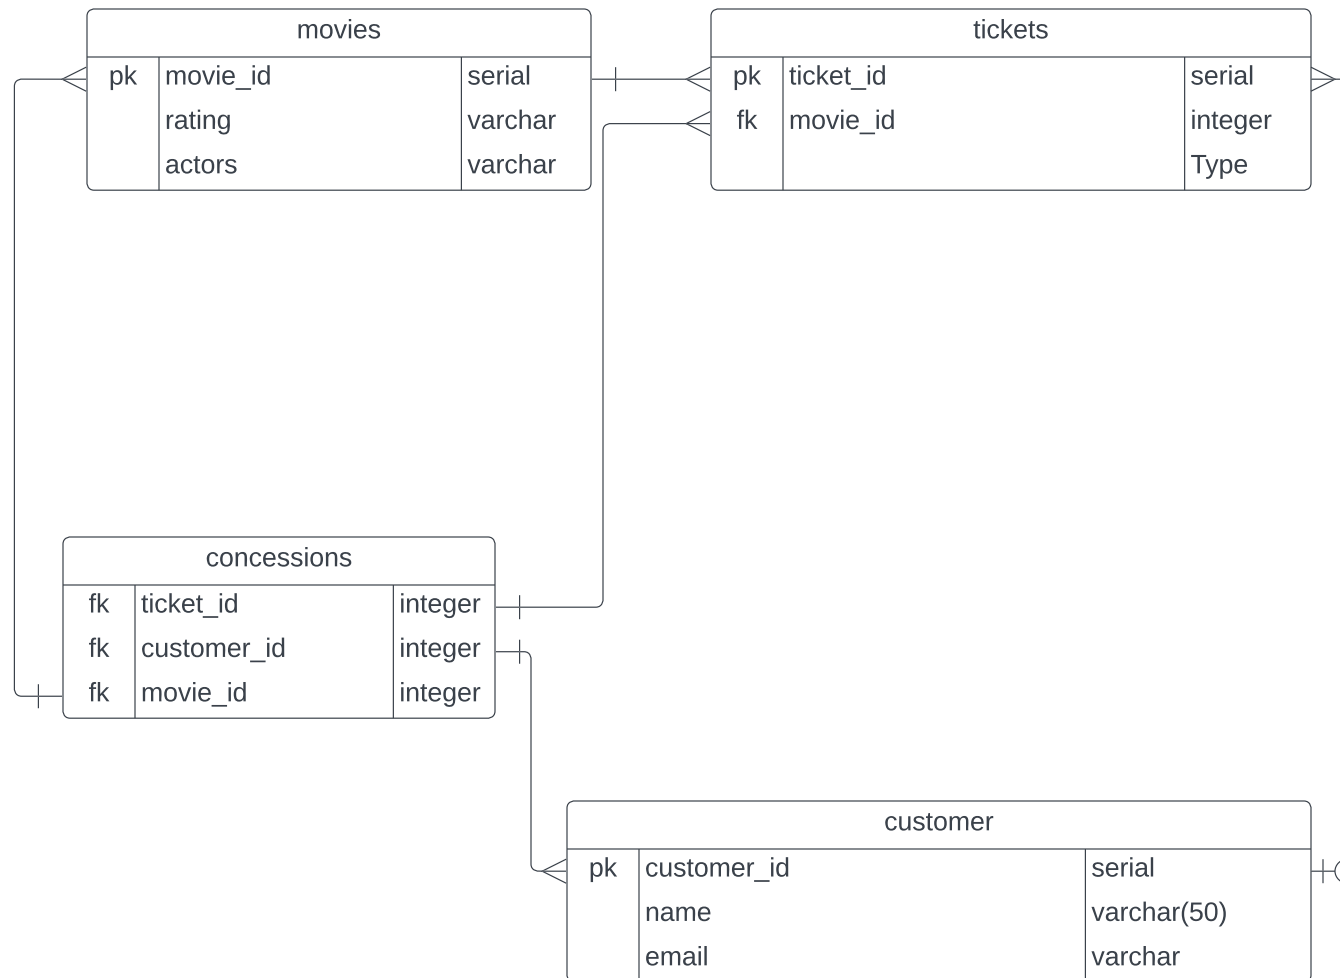 movies
pk movie_id serial
rating varchar
actors varchar
tickets
pk ticket_id serial
fk movie_id integer
Type
concessions
fk ticket_id integer
fk customer_id integer
fk movie_id integer
customer
pk customer_id serial
name varchar(50)
email varchar